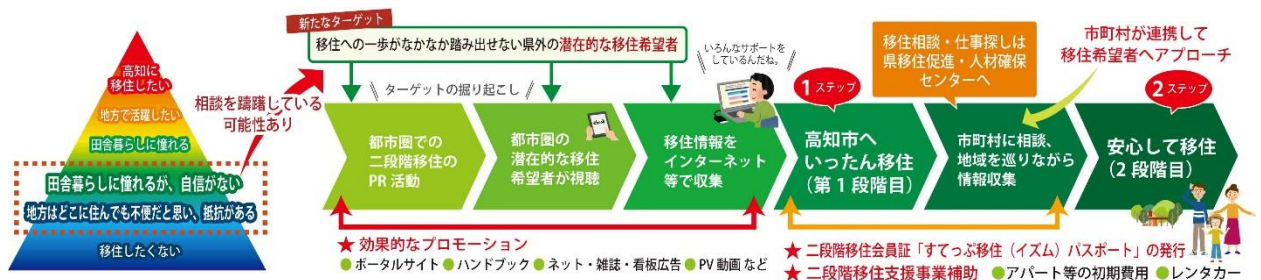 新たなターゲット
移住への一歩がなかなか踏み出せない県外の潜在的な移住希望者
高知に
移住したい
地方で活躍したい
田舎暮らしに憧れる
田舎暮らしに憧れるが、自信がない
地方はどこに住んでも不便だと思い、抵抗がある
移住したくない
相談を躊躇している
可能性あり
ターゲットの掘り起こし
いろんなサポートを
しているんだね。
都市圏での
二段階移住の
PR活動
都市圏の
潜在的な移住
希望者が視聴
移住情報を
インターネット
等で収集
1ステップ
高知市へ
いったん移住
(第1段階目)
移住相談・仕事探しは
県移住促進・人材確保
センターへ
市町村に相談、
地域を巡りながら
情報収集
市町村が連携して
移住希望者へアプローチ
2ステップ
安心して移住
(2段階目)
★効果的なプロモーション
●ポータルサイト●ハンドブック●ネット・雑誌・看板広告●PV動画など
★二段階移住会員証「すてっぷ移住(イズム)パスポート」の発行
★二段階移住支援事業補助 ●アパート等の初期費用 ●レンタカー